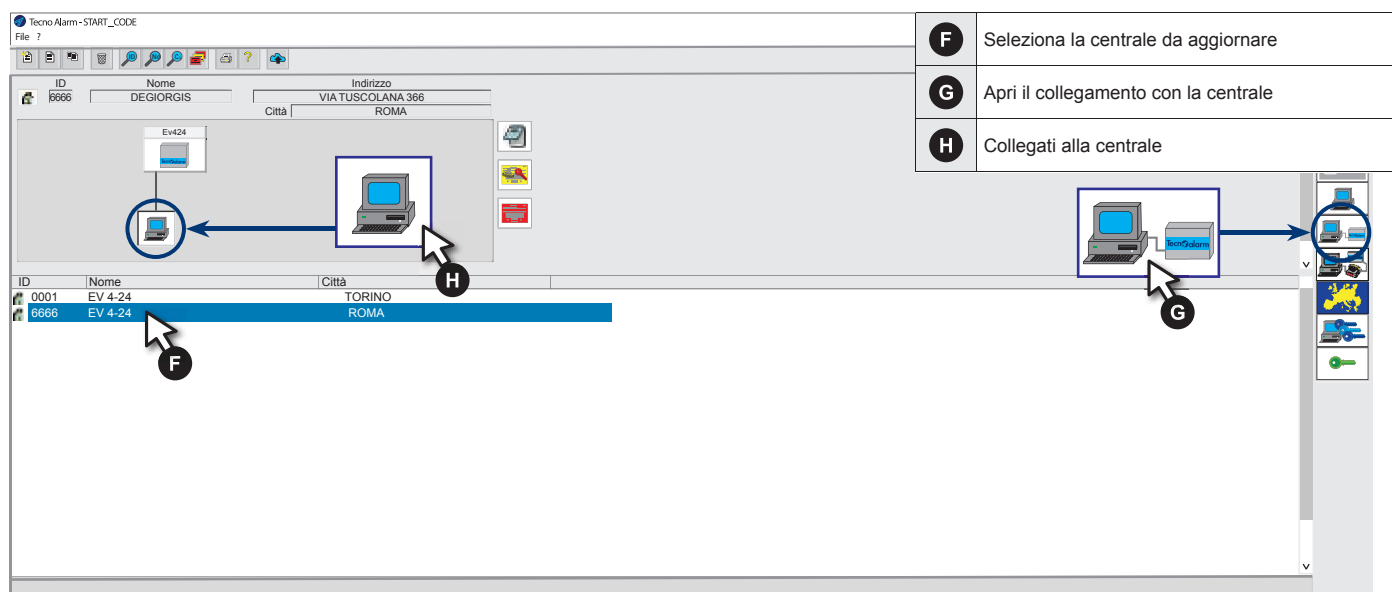 Tecno Alarm - START_CODE
File ?
F Seleziona la centrale da aggiornare
G Apri il collegamento con la centrale
H Collegati alla centrale
ID Nome Indirizzo
6666 DEGIORGIS VIA TUSCOLANA 366
Città ROMA
Ev424
Tecnoalarm
H
G
ID Nome Città
0001 EV 4-24 TORINO
6666 EV 4-24 ROMA
F